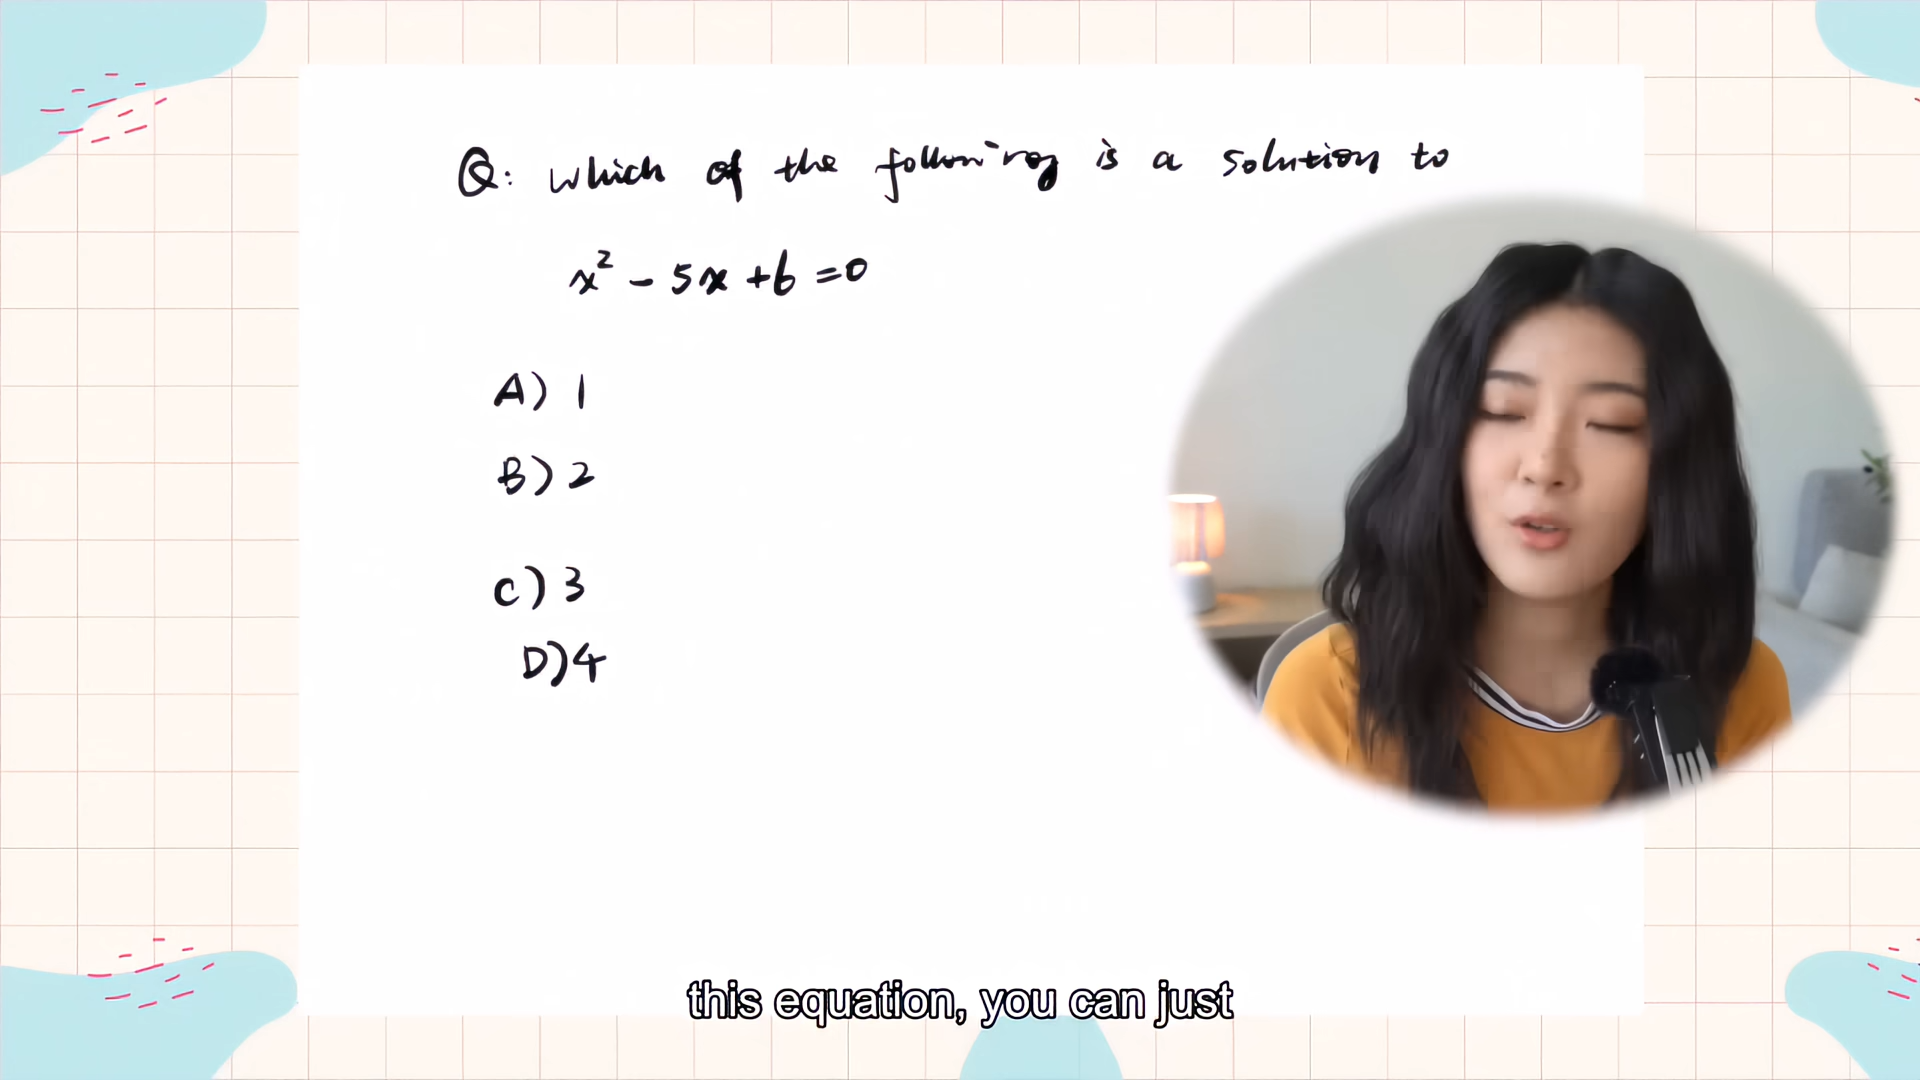 Q: which of the following is a solution to
x² - 5x + 6 = 0
A) 1
B) 2
C) 3
D) 4
this equation, you can just